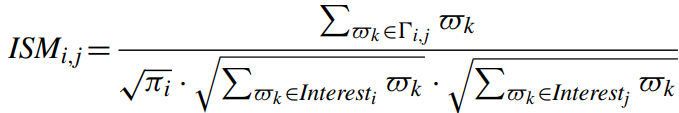 $ISM_{i,j} = \frac{\sum_{\varpi_k \in \Gamma_{i,j}} \varpi_k}{\sqrt{\pi_i} \cdot \sqrt{\sum_{\varpi_k \in Interest_i} \varpi_k} \cdot \sqrt{\sum_{\varpi_k \in Interest_j} \varpi_k}}$